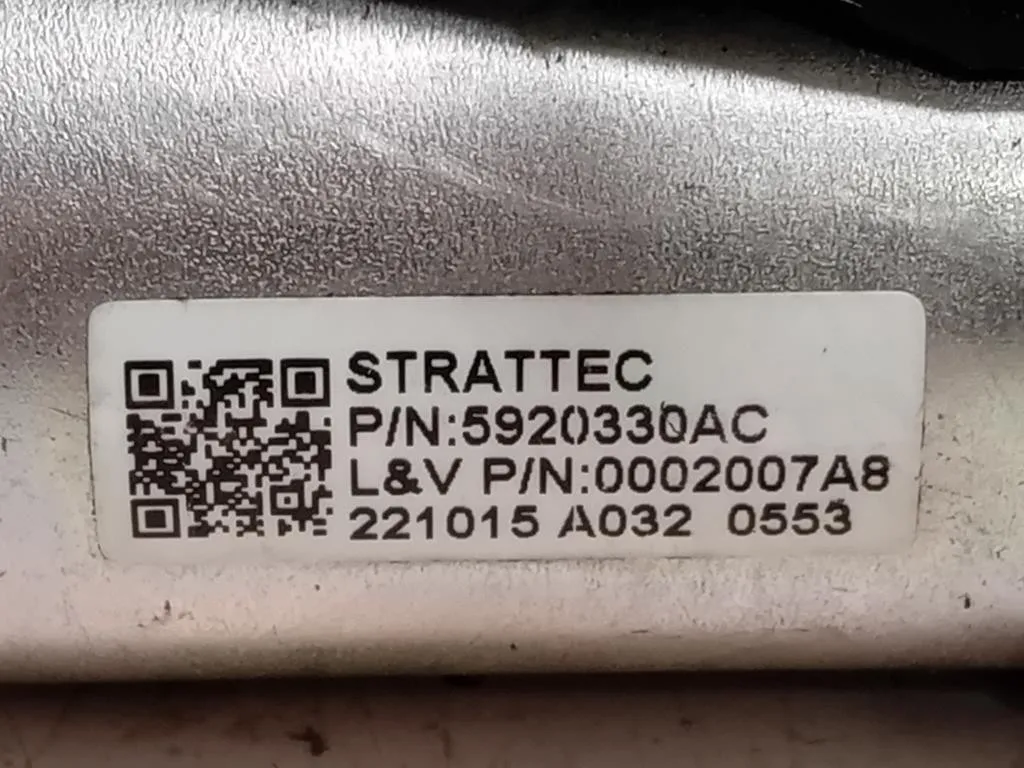 STRATTEC
P/N:5920330AC
L&V P/N:0002007A8
221015 A032 0553